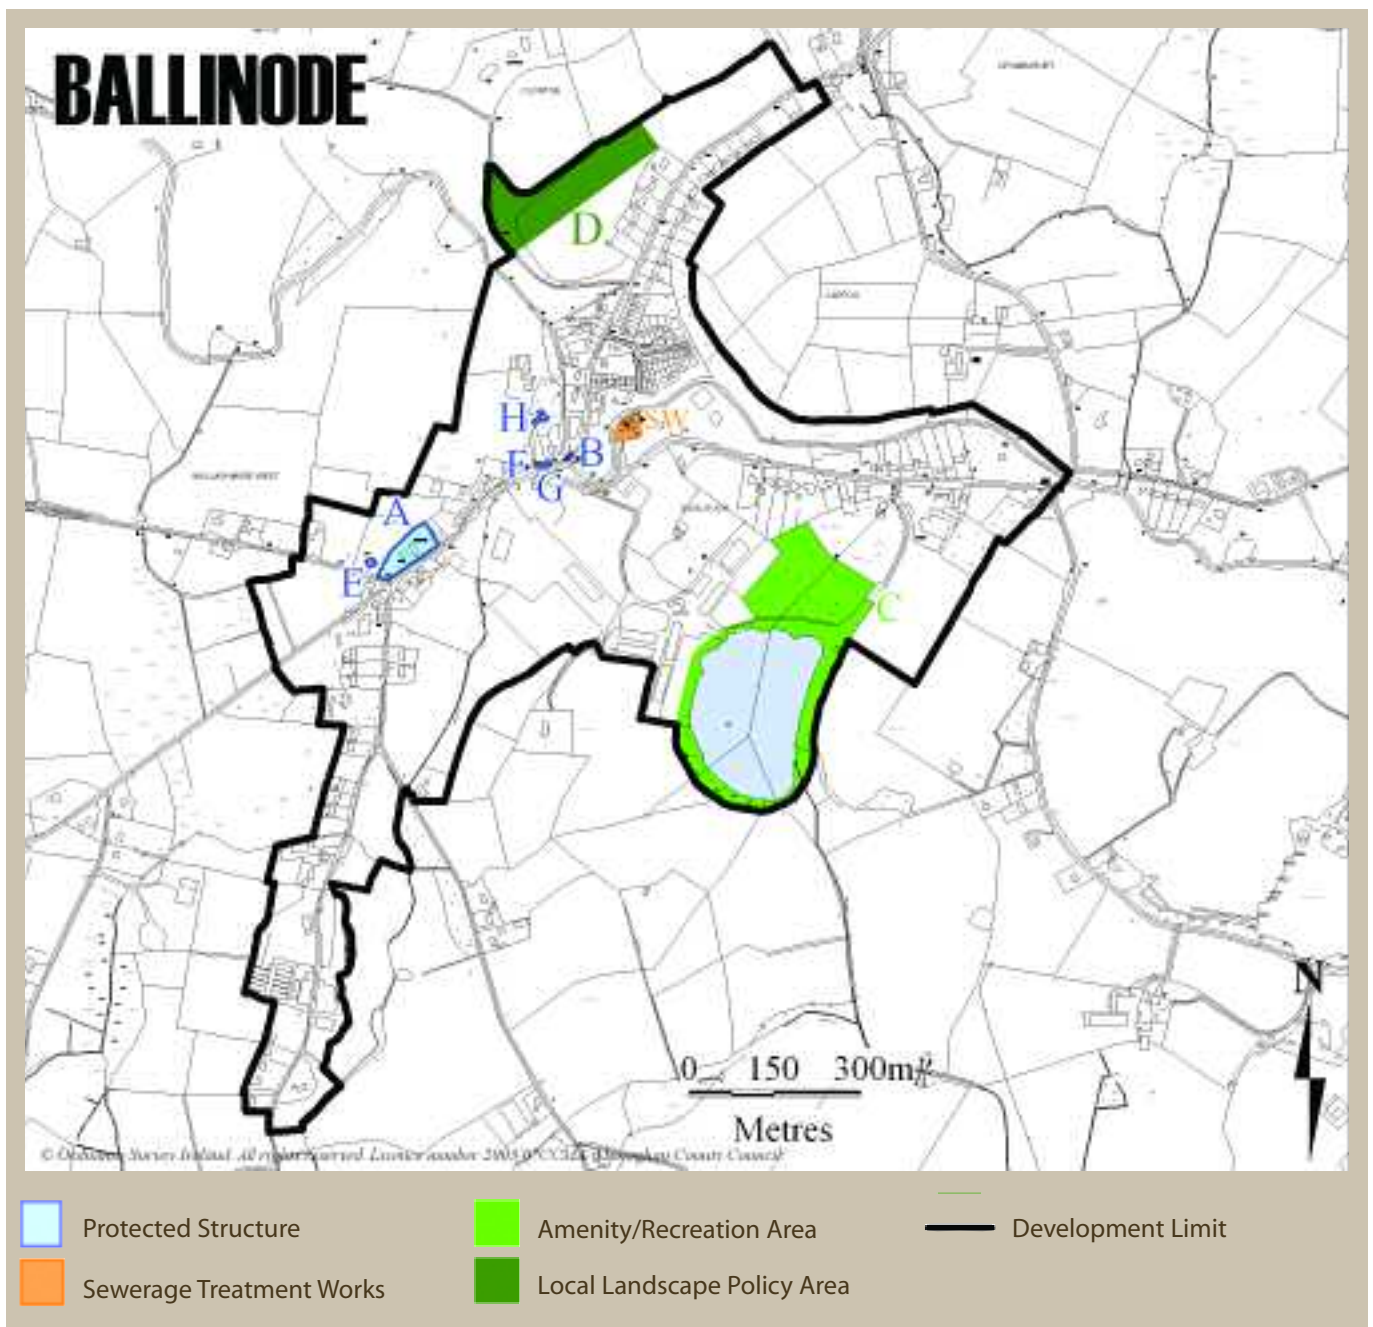 BALLINODE
D
H
SW
F
B
G
A
E
C
N
0 150 300m
Metres
Protected Structure
Amenity/Recreation Area
Development Limit
Sewerage Treatment Works
Local Landscape Policy Area